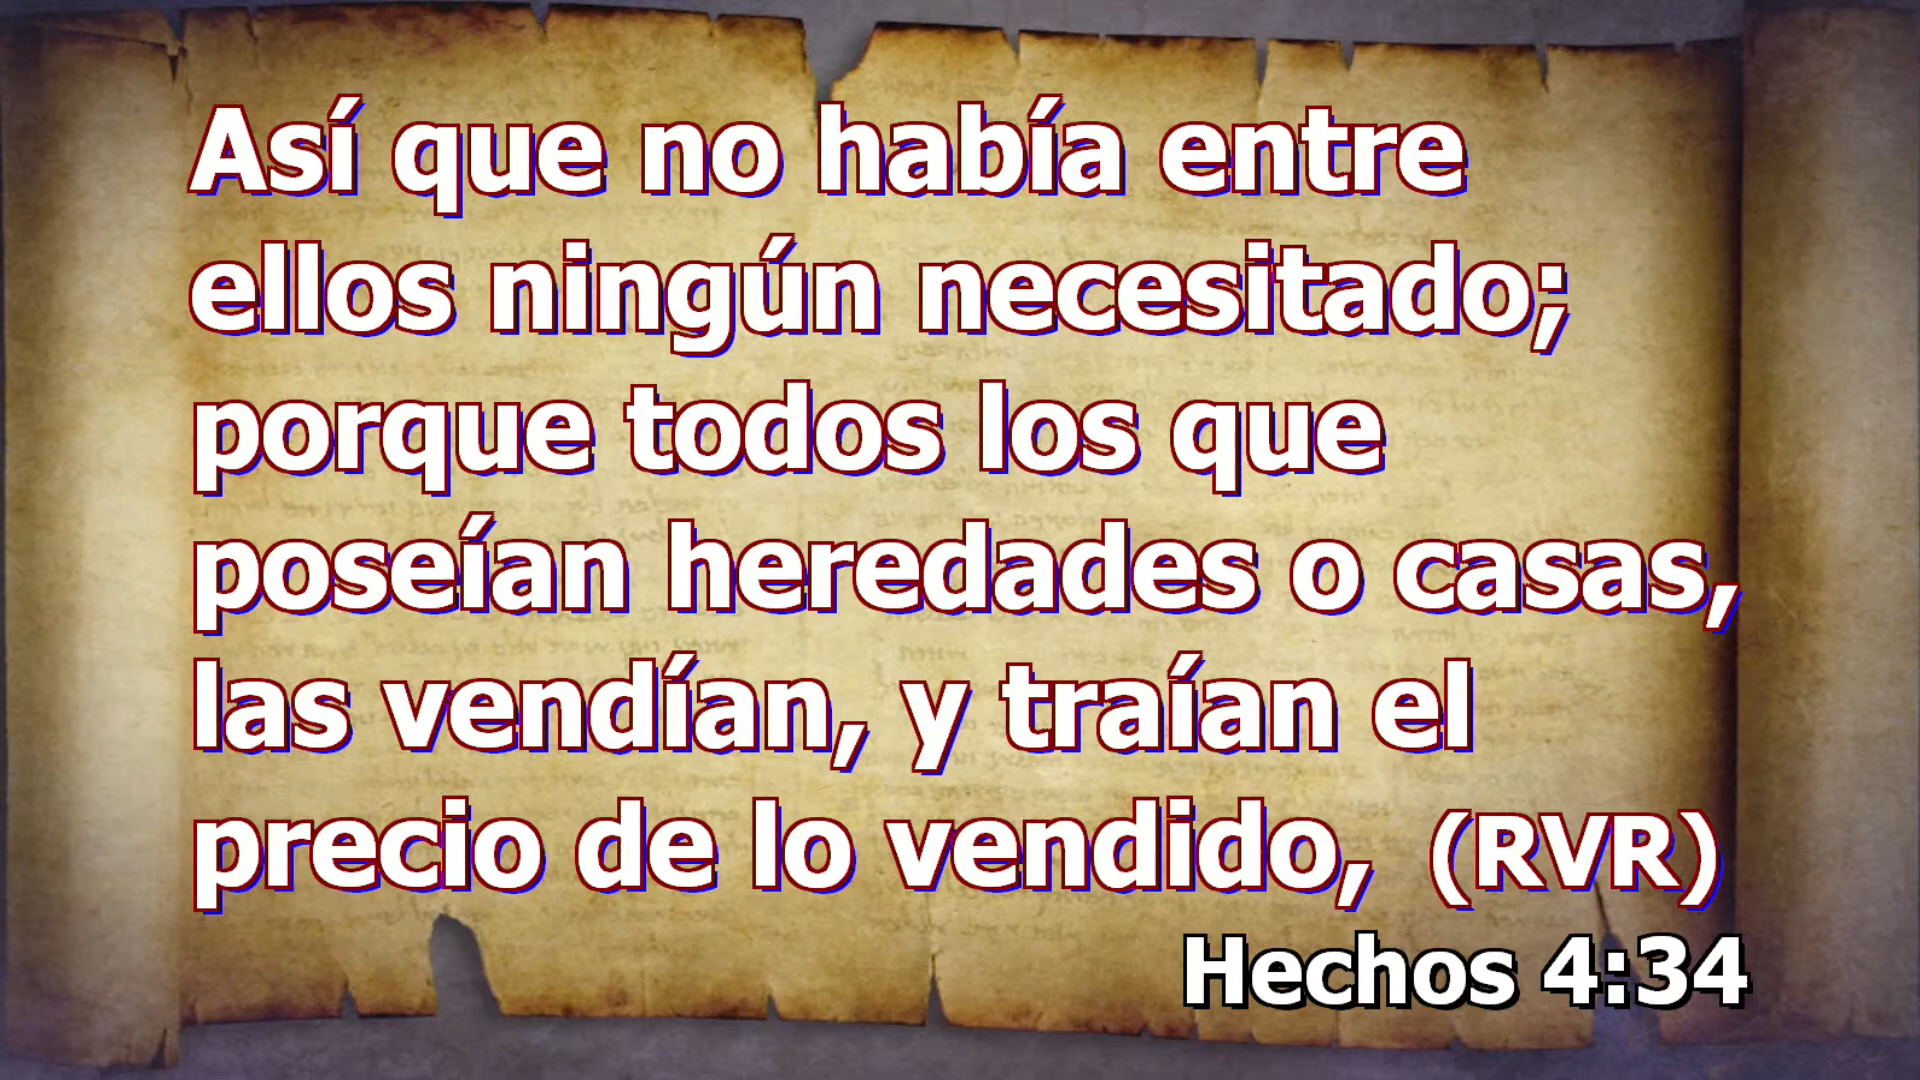 Así que no había entre
ellos ningún necesitado;
porque todos los que
poseían heredades o casas,
las vendían, y traían el
precio de lo vendido, (RVR)
Hechos 4:34